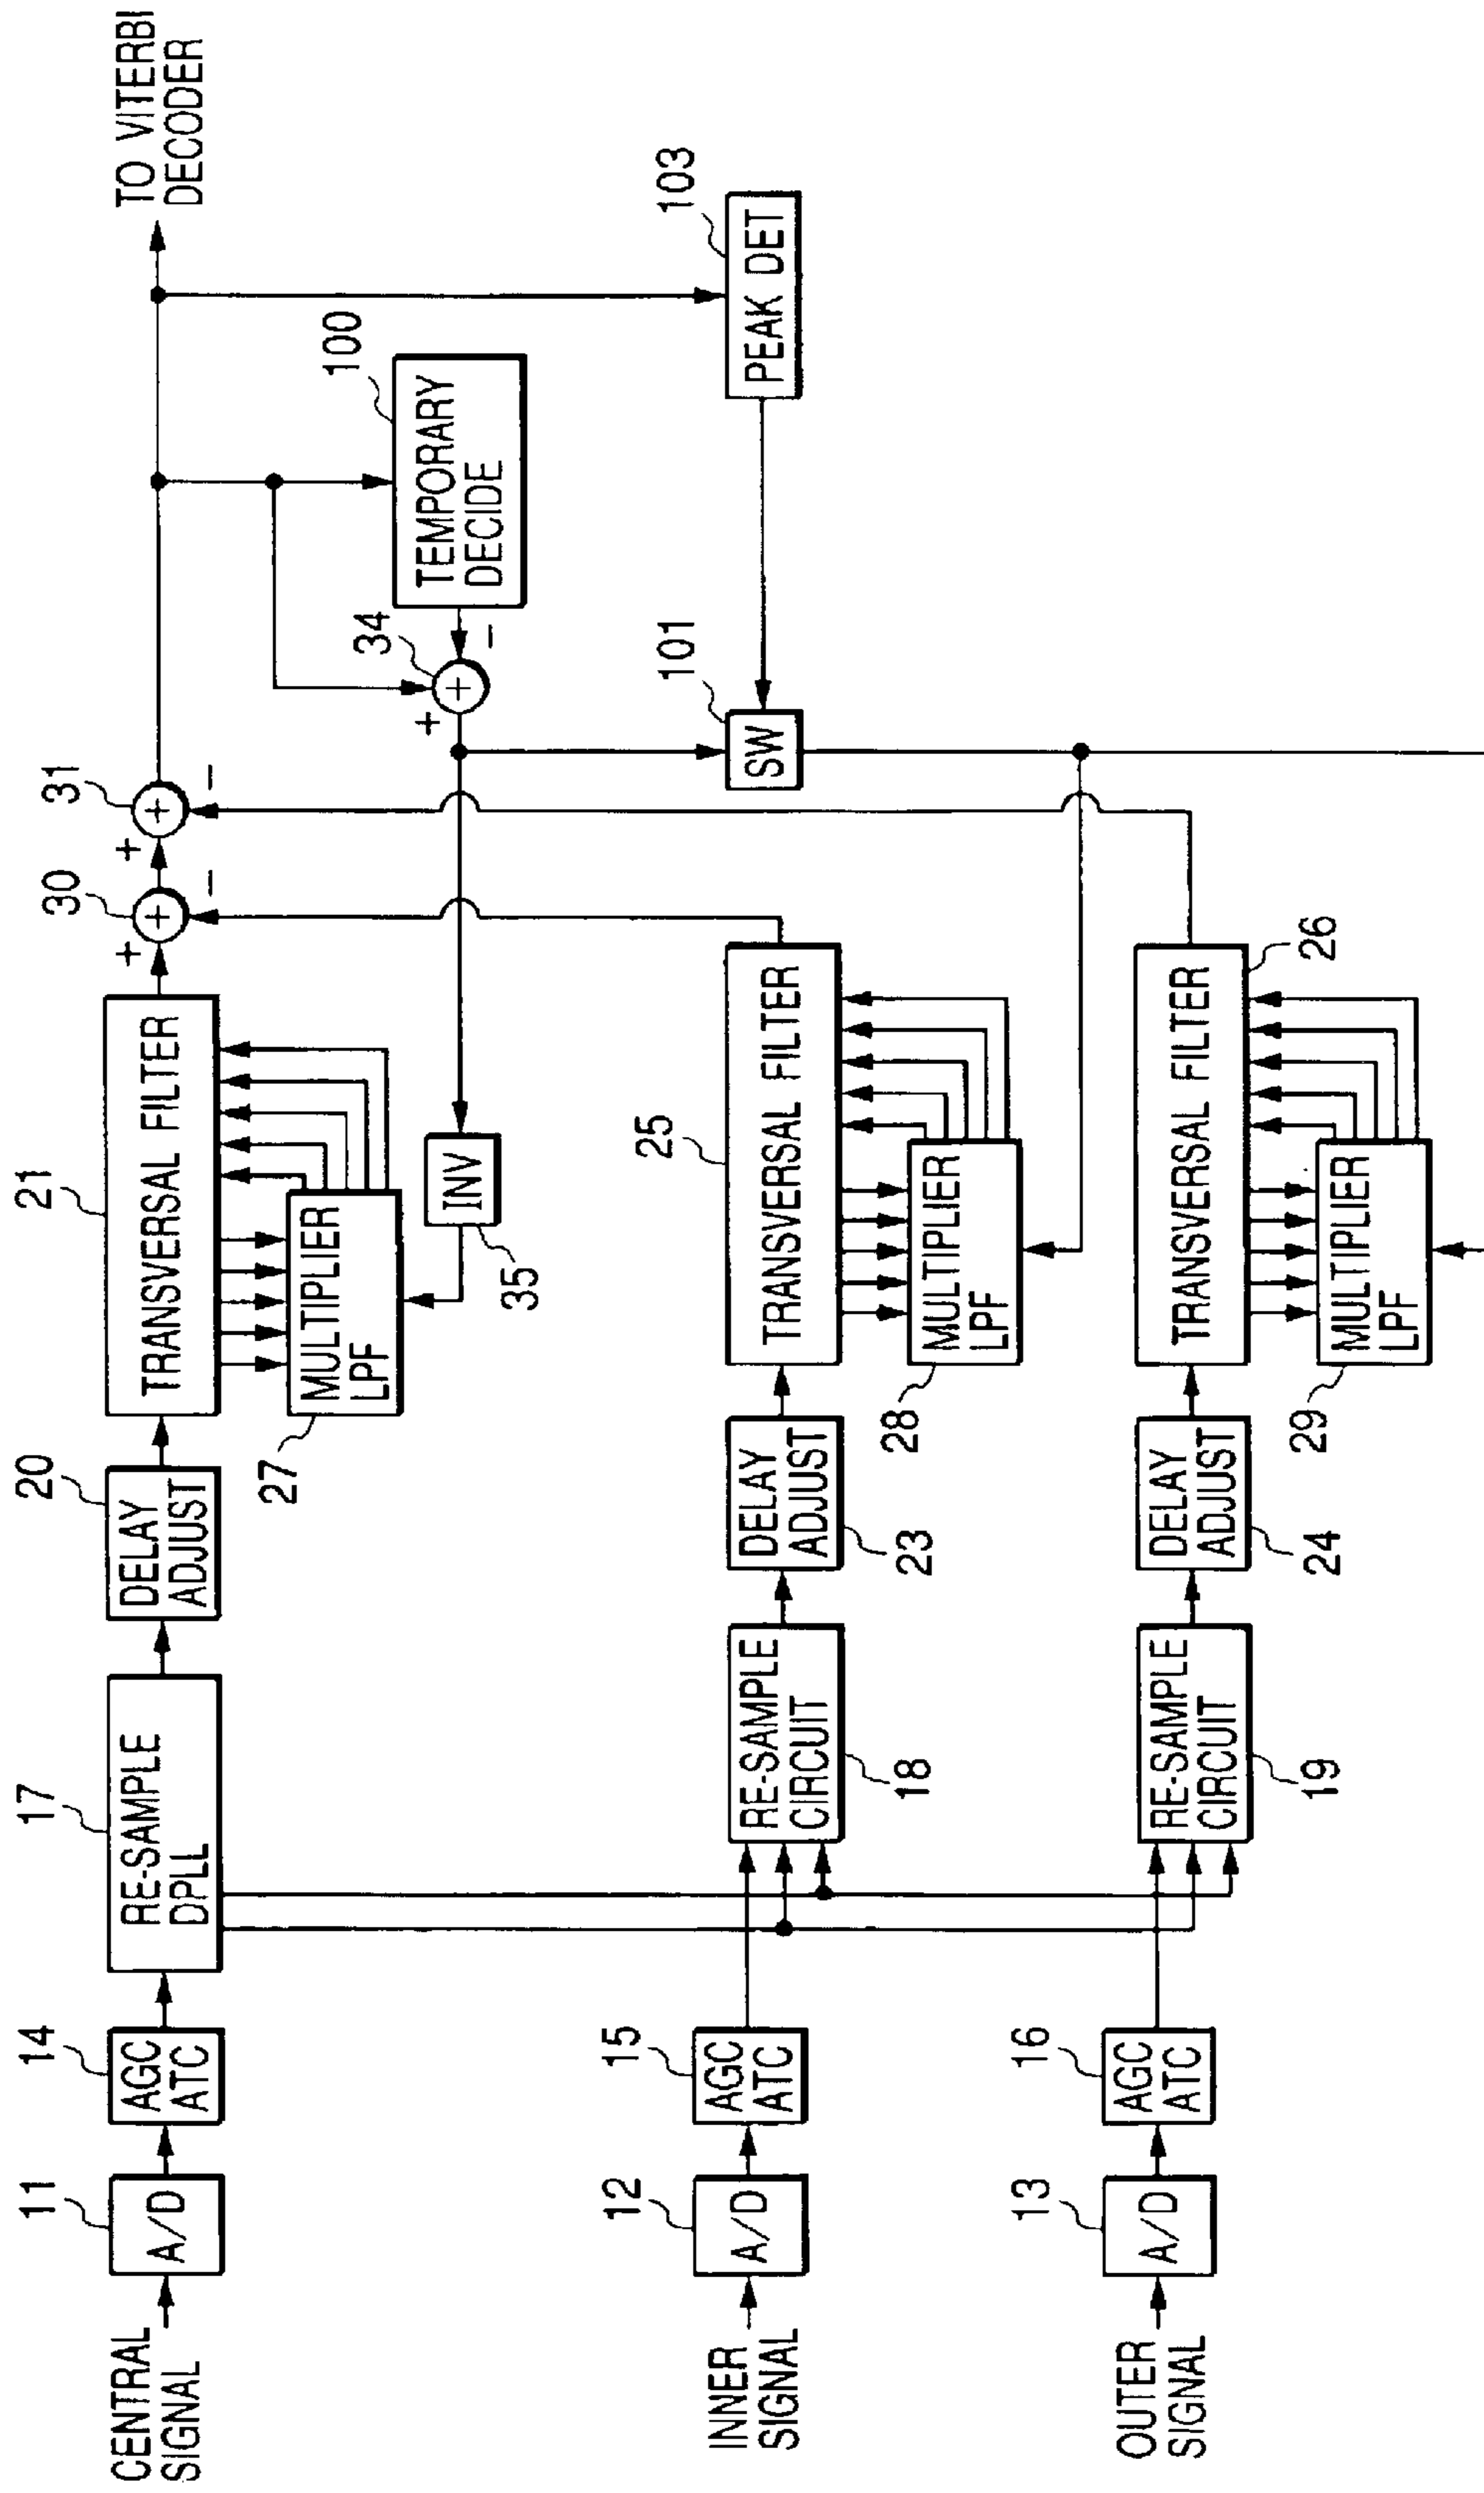 CENTRAL
SIGNAL
11
A/D
14
AGC
ATC
17
RE-SAMPLE
DPLL
20
DELAY
ADJUST
21
TRANSVERSAL FILTER
27
MULTIPLIER
LPF
30
+
+
−
31
+
+
−
TO VITERBI
DECODER
35
INV
34
+
+
−
100
TEMPORARY
DECIDE
101
SW
103
PEAK DET
INNER
SIGNAL
12
A/D
15
AGC
ATC
18
RE-SAMPLE
CIRCUIT
23
DELAY
ADJUST
25
TRANSVERSAL FILTER
28
MULTIPLIER
LPF
OUTER
SIGNAL
13
A/D
16
AGC
ATC
19
RE-SAMPLE
CIRCUIT
24
DELAY
ADJUST
26
TRANSVERSAL FILTER
29
MULTIPLIER
LPF